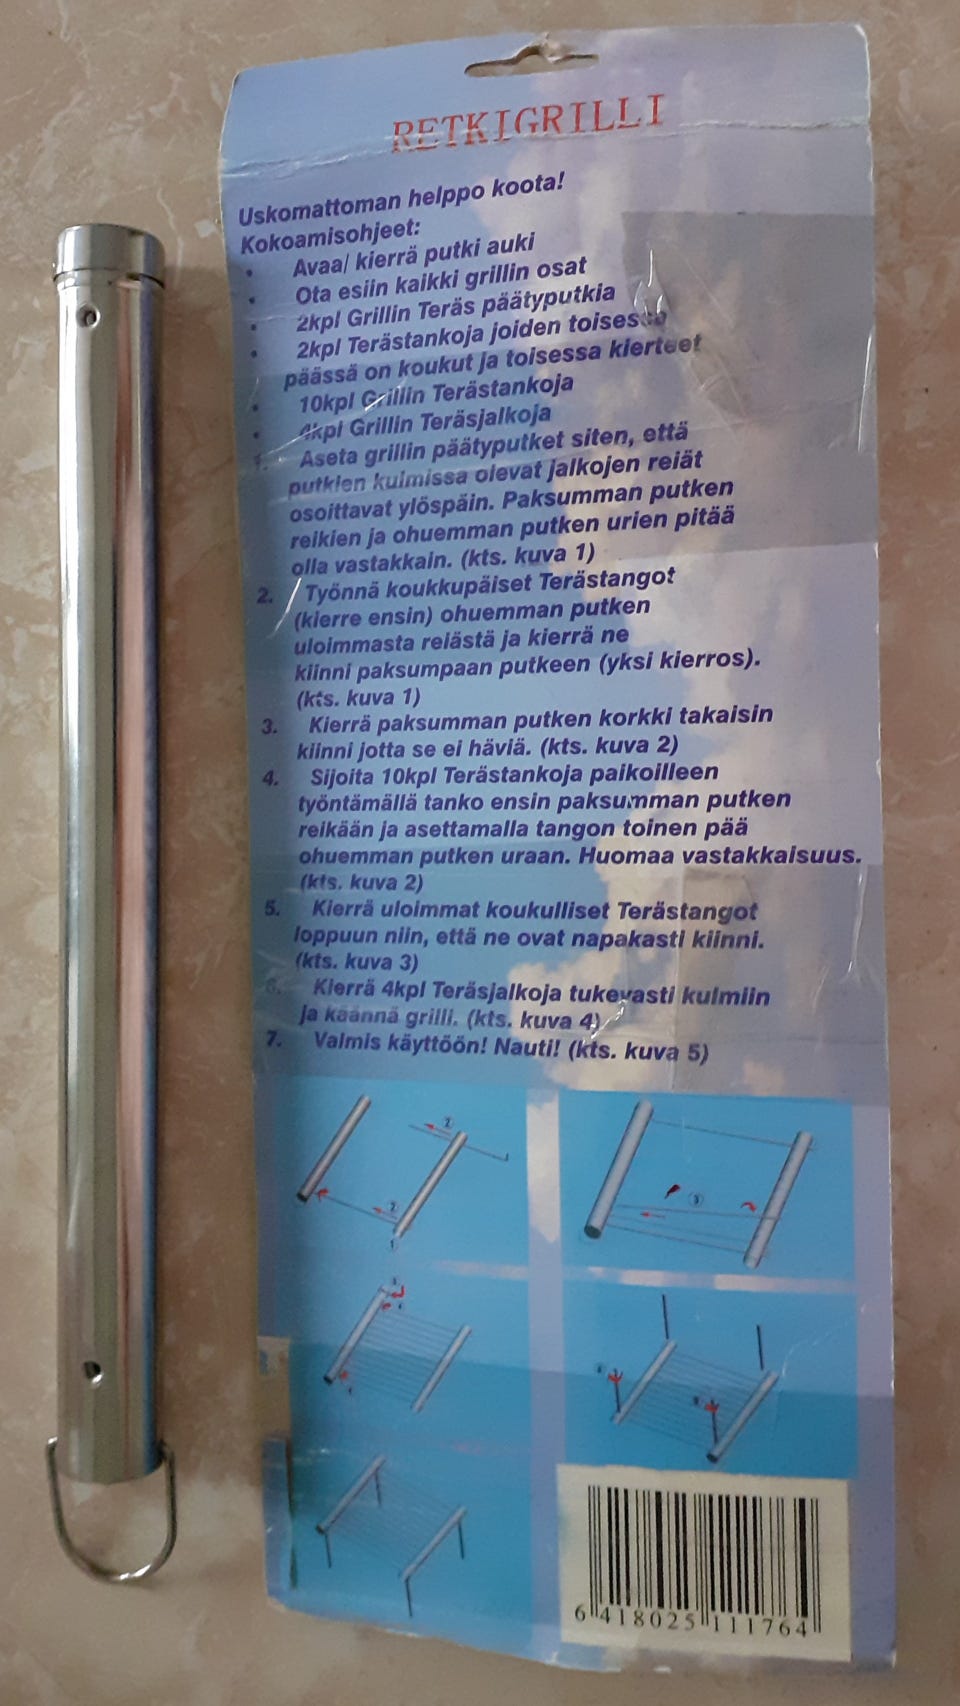 RETKIGRILLI
Uskomattoman helppo koota!
Kokoamisohjeet:
• Avaa/ kierrä putki auki
• Ota esiin kaikki grillin osat
• 2kpl Grillin Teräs päätyputkia
• 2kpl Terästankoja joiden toisessa
päässä on koukut ja toisessa kierteet
• 10kpl Grillin Terästankoja
• 4kpl Grillin Teräsjalkoja
1. Aseta grillin päätyputket siten, että
putkien kulmissa olevat jalkojen reiät
osoittavat ylöspäin. Paksumman putken
reikien ja ohuemman putken urien pitää
olla vastakkain. (kts. kuva 1)
2. Työnnä koukkupäiset Terästangot
(kierre ensin) ohuemman putken
uloimmasta reiästä ja kierrä ne
kiinni paksumpaan putkeen (yksi kierros).
(kts. kuva 1)
3. Kierrä paksumman putken korkki takaisin
kiinni jotta se ei häviä. (kts. kuva 2)
4. Sijoita 10kpl Terästankoja paikoilleen
työntämällä tanko ensin paksumman putken
reikään ja asettamalla tangon toinen pää
ohuemman putken uraan. Huomaa vastakkaisuus.
(kts. kuva 2)
5. Kierrä uloimmat koukulliset Terästangot
loppuun niin, että ne ovat napakasti kiinni.
(kts. kuva 3)
6. Kierrä 4kpl Teräsjalkoja tukevasti kulmiin
ja käännä grilli. (kts. kuva 4)
7. Valmis käyttöön! Nauti! (kts. kuva 5)
2
2
1
3
6 418025 111764